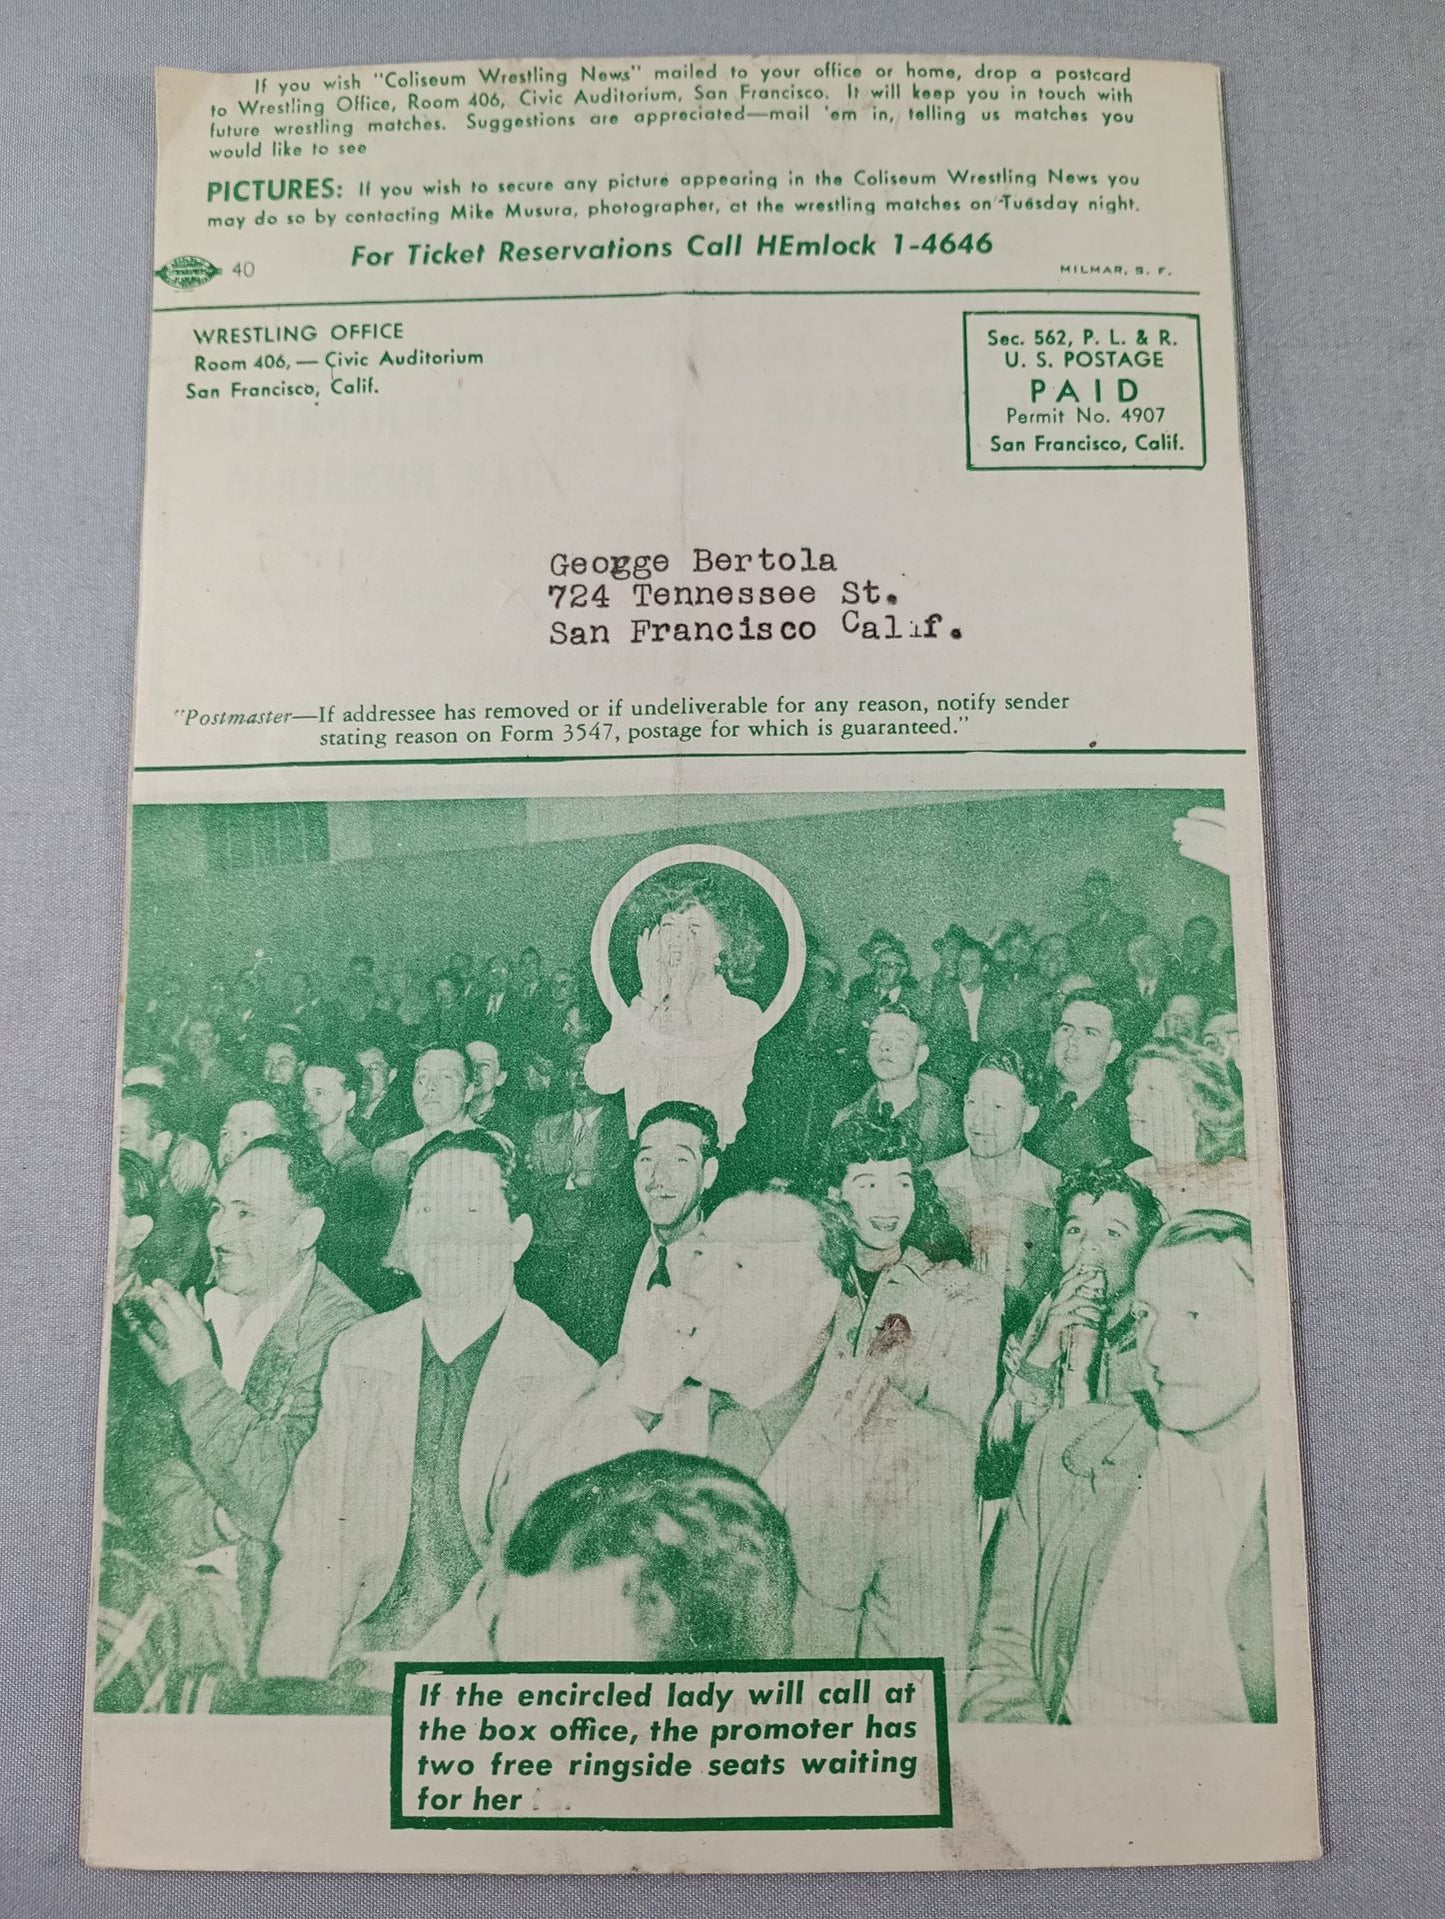 If you wish "Coliseum Wrestling News" mailed to your office or home, drop a postcard
to Wrestling Office, Room 406, Civic Auditorium, San Francisco. It will keep you in touch with
future wrestling matches. Suggestions are appreciated—mail 'em in, telling us matches you
would like to see
PICTURES: If you wish to secure any picture appearing in the Coliseum Wrestling News you
may do so by contacting Mike Musura, photographer, at the wrestling matches on Tuesday night.
For Ticket Reservations Call HEmlock 1-4646
40
MILMAR, S. F.
WRESTLING OFFICE
Room 406, — Civic Auditorium
San Francisco, Calif.
Sec. 562, P. L. & R.
U. S. POSTAGE
PAID
Permit No. 4907
San Francisco, Calif.
Geogge Bertola
724 Tennessee St.
San Francisco Calif.
"Postmaster—If addressee has removed or if undeliverable for any reason, notify sender
stating reason on Form 3547, postage for which is guaranteed."
If the encircled lady will call at
the box office, the promoter has
two free ringside seats waiting
for her